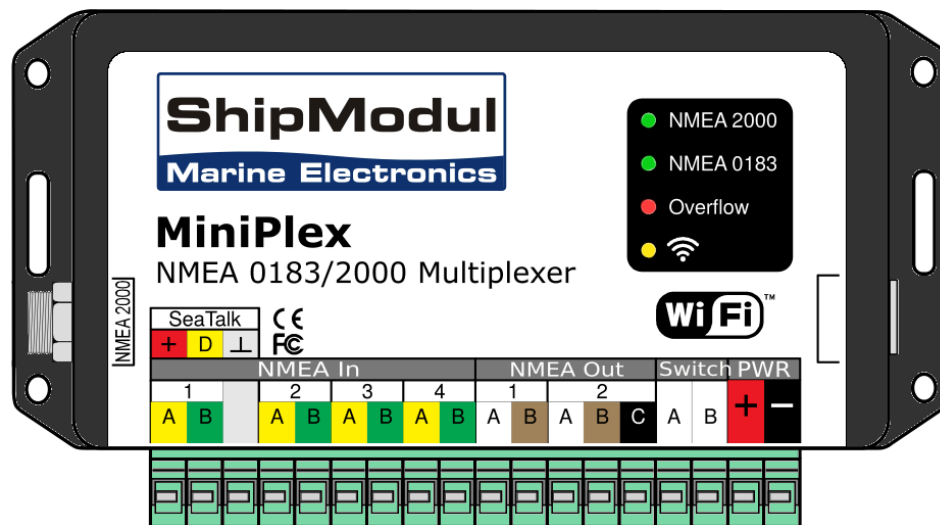 ShipModul
Marine Electronics
MiniPlex
NMEA 0183/2000 Multiplexer
NMEA 2000
NMEA 0183
Overflow
WiFi™
NMEA 2000
SeaTalk
+ D ⊥
CE
FC
NMEA In NMEA Out Switch PWR
1 2 3 4 1 2
A B A B A B A B A B A B C A B + −